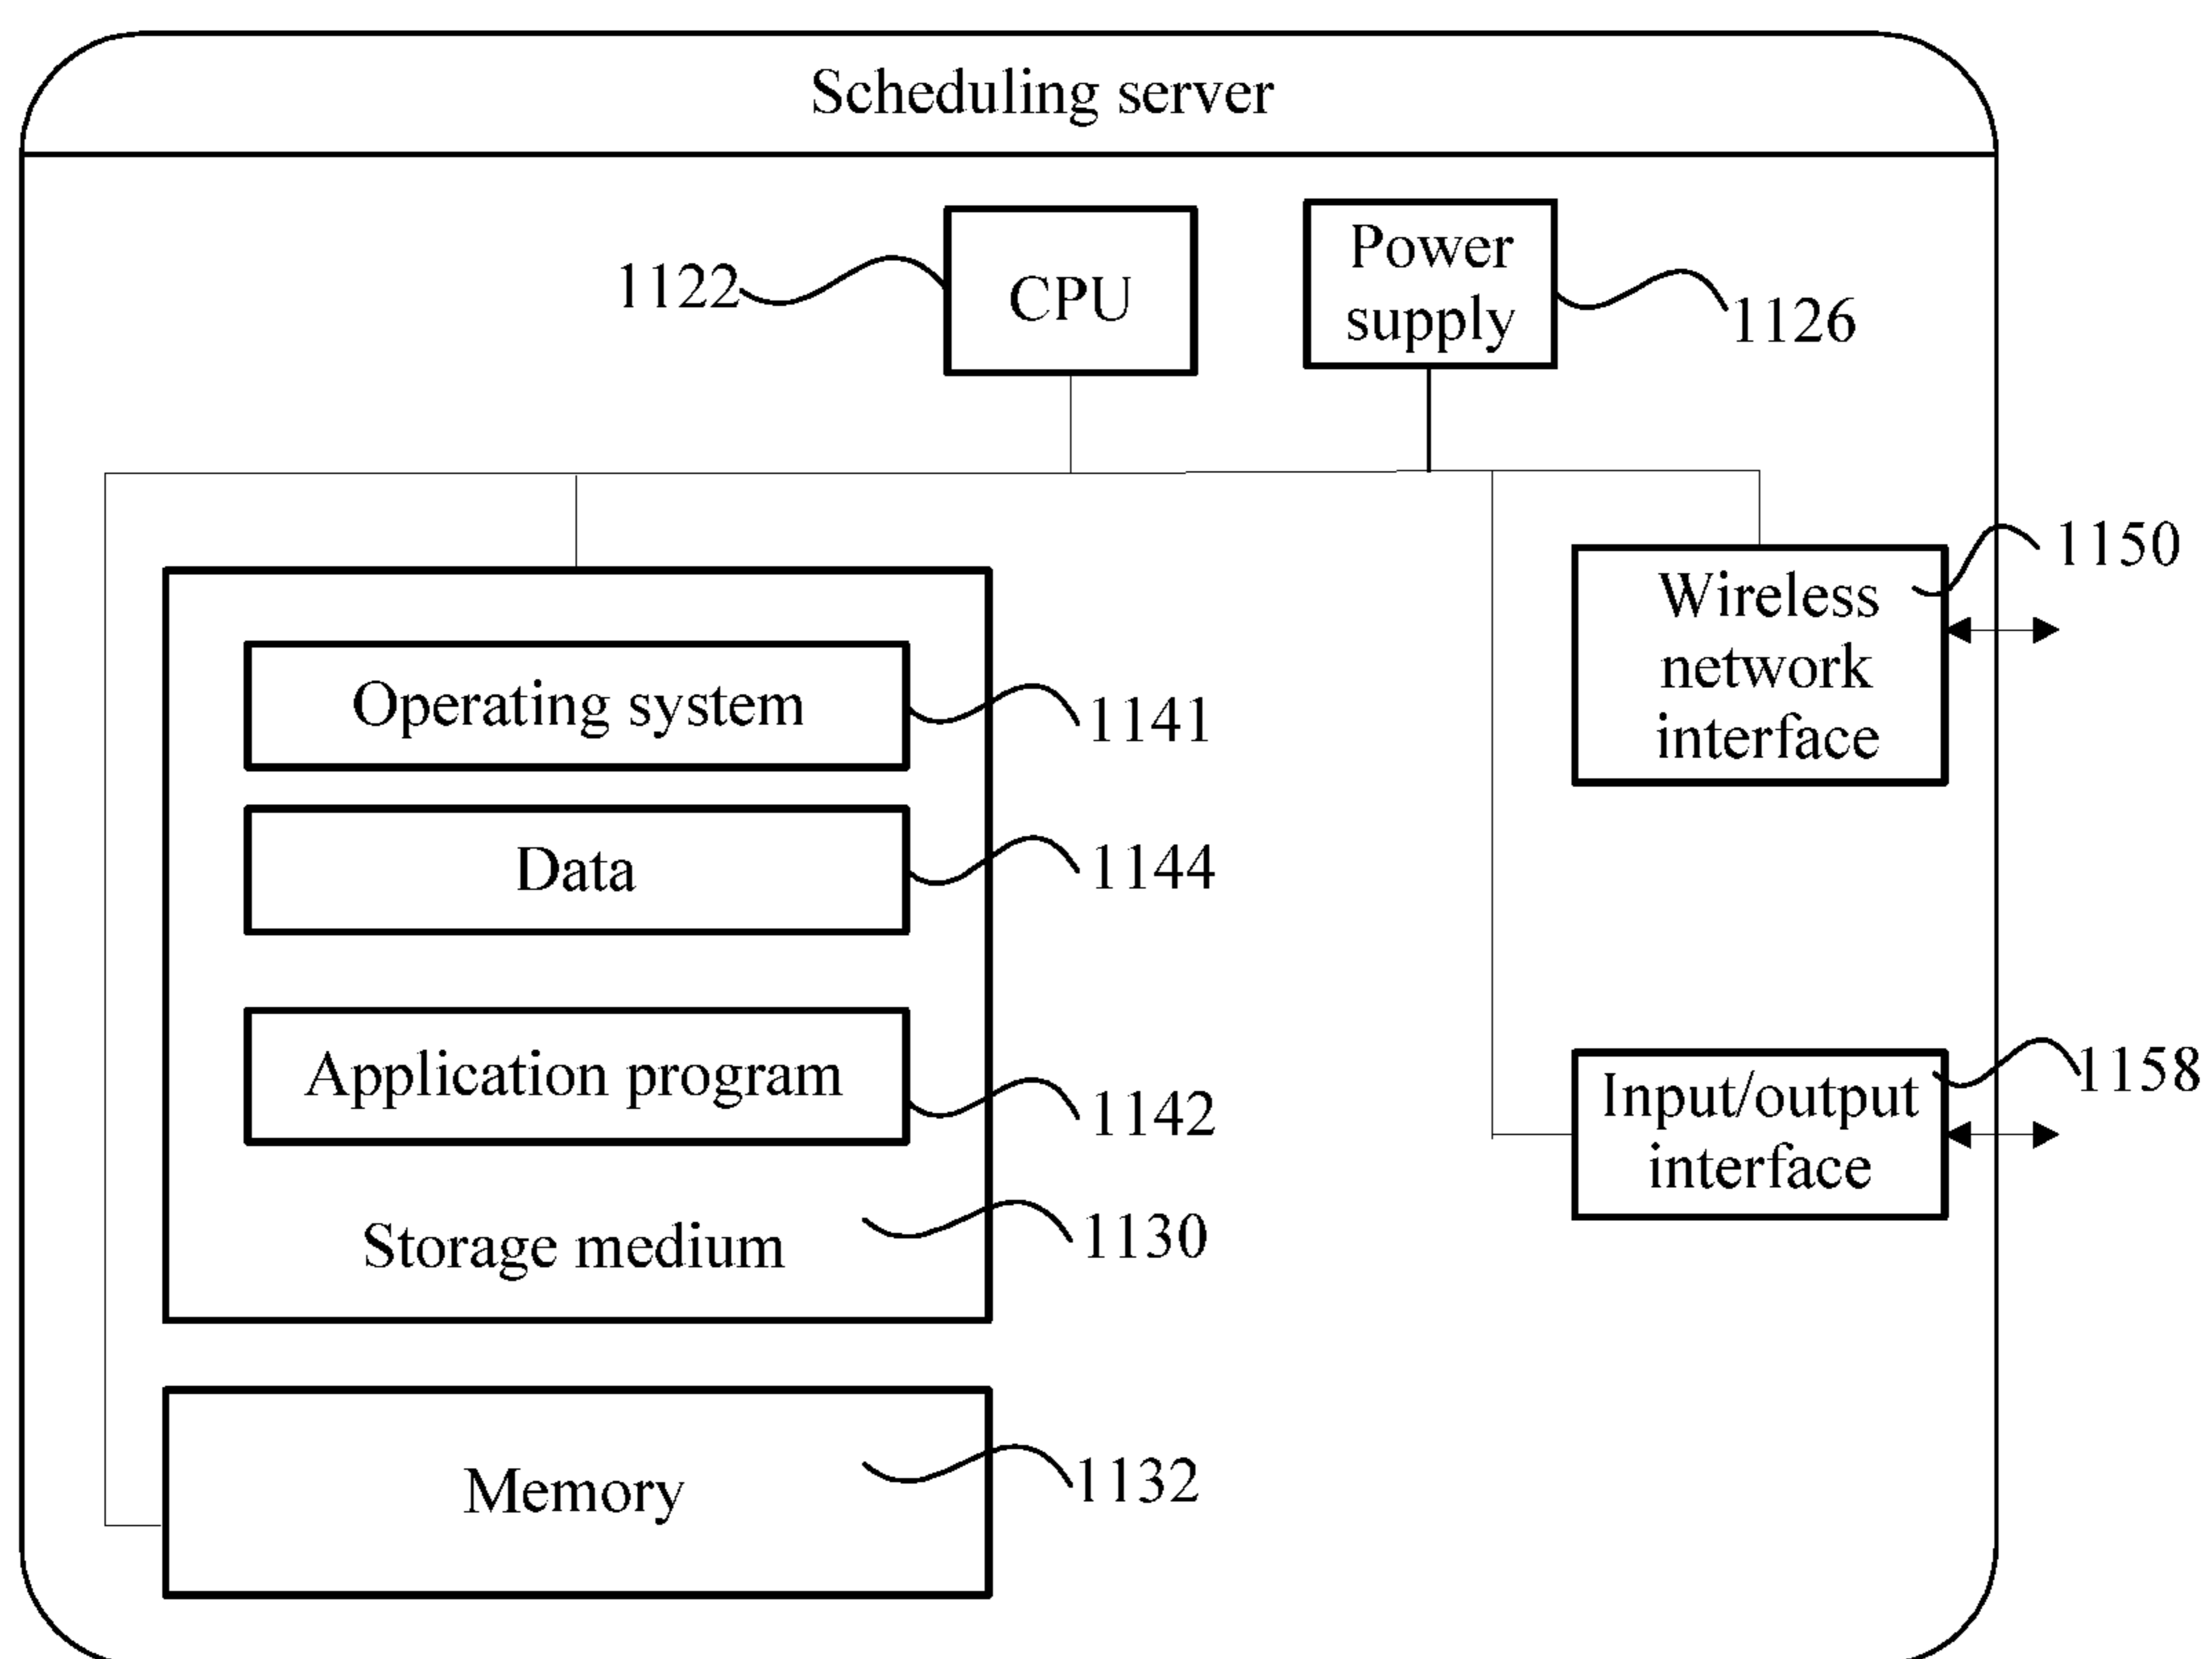 Scheduling server
1122
CPU
Power
supply
1126
Wireless
network
interface
1150
Operating system
1141
Data
1144
Application program
1142
Storage medium
1130
Input/output
interface
1158
Memory
1132